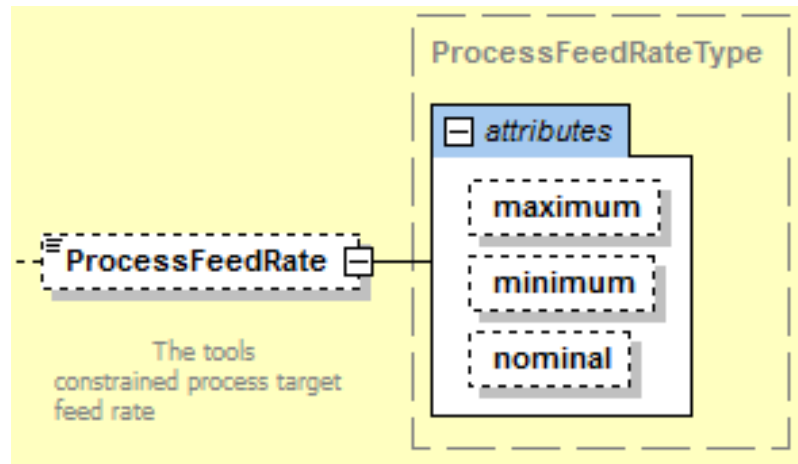 ProcessFeedRateType
attributes
maximum
ProcessFeedRate
minimum
nominal
The tools
constrained process target
feed rate